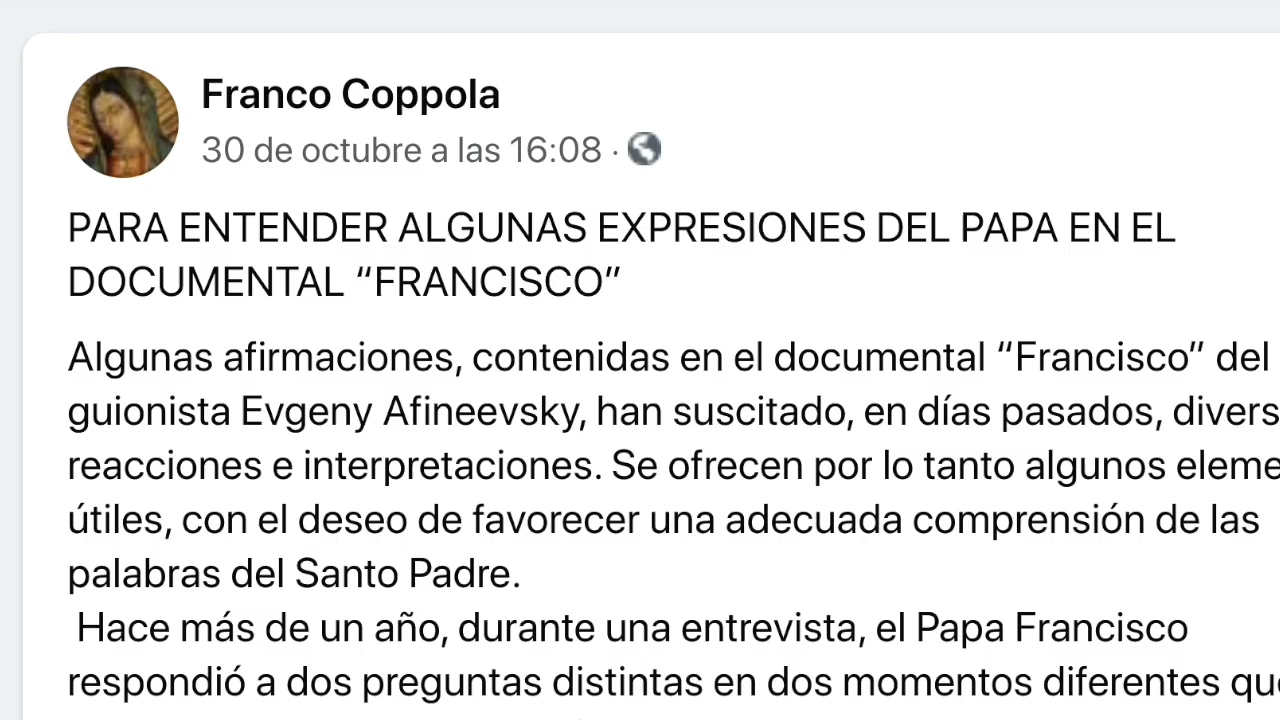 Franco Coppola
30 de octubre a las 16:08 ·
PARA ENTENDER ALGUNAS EXPRESIONES DEL PAPA EN EL
DOCUMENTAL “FRANCISCO”
Algunas afirmaciones, contenidas en el documental “Francisco” del
guionista Evgeny Afineevsky, han suscitado, en días pasados, divers
reacciones e interpretaciones. Se ofrecen por lo tanto algunos eleme
útiles, con el deseo de favorecer una adecuada comprensión de las
palabras del Santo Padre.
Hace más de un año, durante una entrevista, el Papa Francisco
respondió a dos preguntas distintas en dos momentos diferentes que